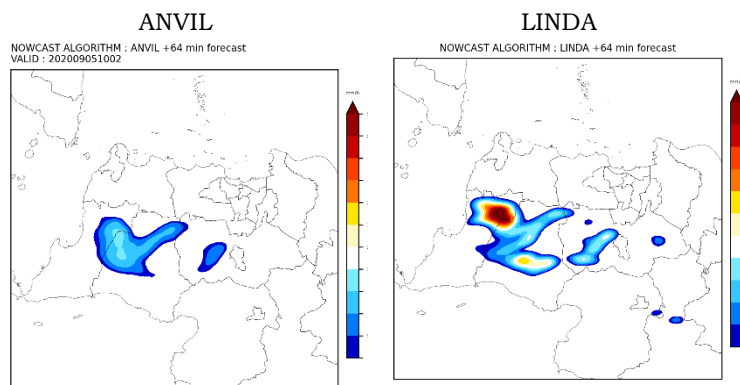 ANVIL
NOWCAST ALGORITHM : ANVIL +64 min forecast
VALID : 202009051002
LINDA
NOWCAST ALGORITHM : LINDA +64 min forecast